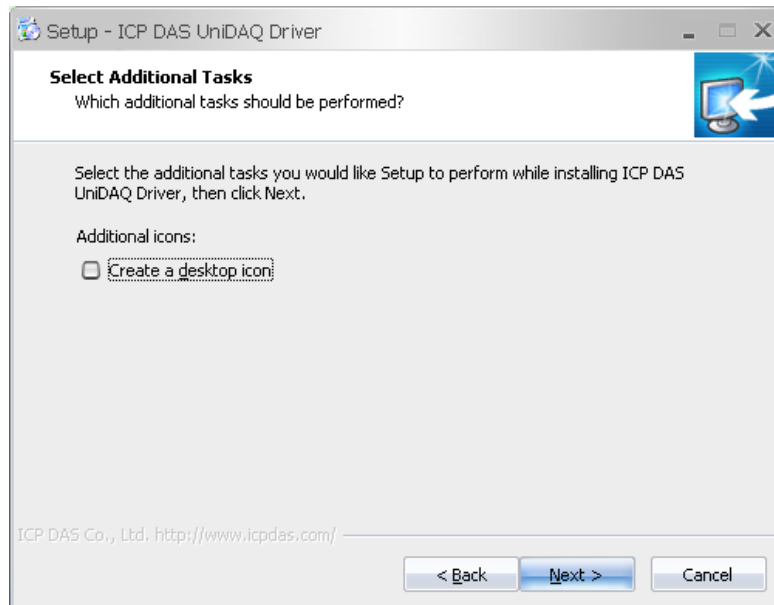 Setup - ICP DAS UniDAQ Driver
Select Additional Tasks
Which additional tasks should be performed?
Select the additional tasks you would like Setup to perform while installing ICP DAS
UniDAQ Driver, then click Next.
Additional icons:
Create a desktop icon
ICP DAS Co., Ltd. http://www.icpdas.com/
< Back Next > Cancel